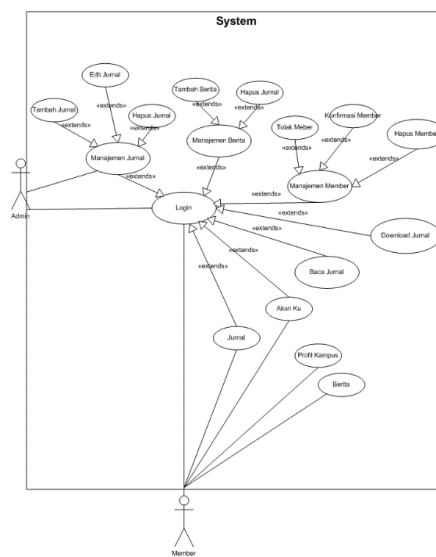 System
Edit Jurnal
Tambah Berita
Hapus Jurnal
Tambah Jurnal
«extends»
«extends»
«extends»
Hapus Jurnal
«extends»
«extends»
Tolak Meber
Konfirmasi Member
Hapus Member
«extends»
«extends»
«extends»
Manajemen Jurnal
Manajemen Berita
«extends»
«extends»
Manajemen Member
«extends»
Admin
Login
«extends»
Download Jurnal
«extends»
«extends»
«extends»
Baca Jurnal
Akun Ku
Jurnal
Profil Kampus
Berita
Member